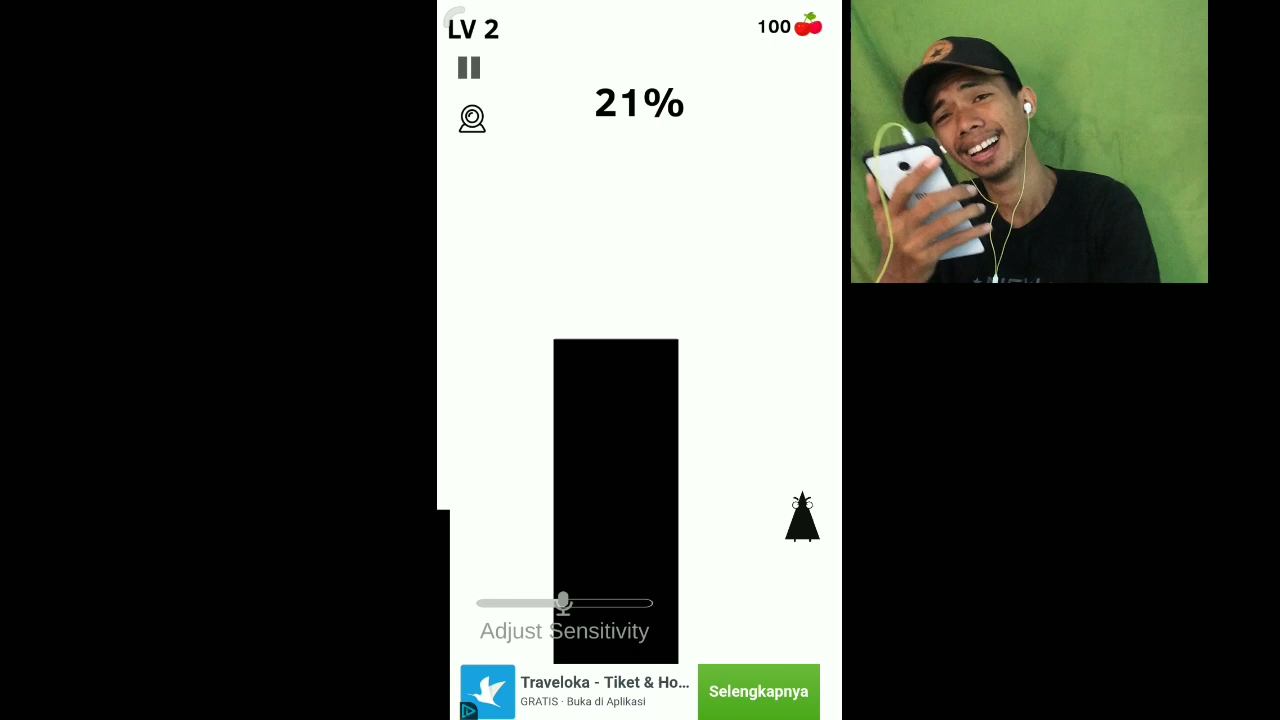 LV 2
100
21%
Adjust Sensitivity
Traveloka - Tiket & Ho...
GRATIS · Buka di Aplikasi
Selengkapnya